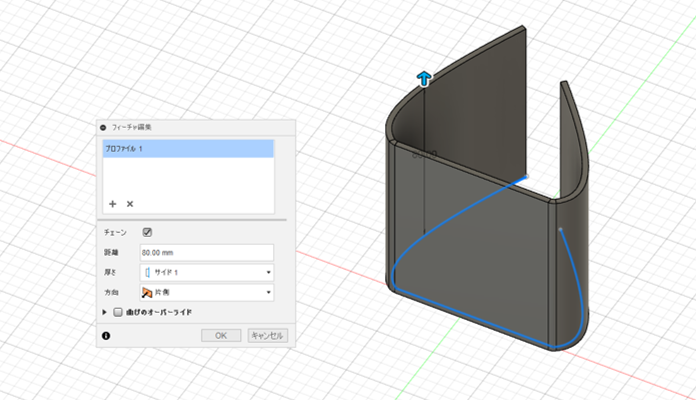 フィーチャ編集
プロファイル 1
チェーン
距離
80.00 mm
厚さ
サイド 1
方向
片側
曲げのオーバーライド
OK
キャンセル